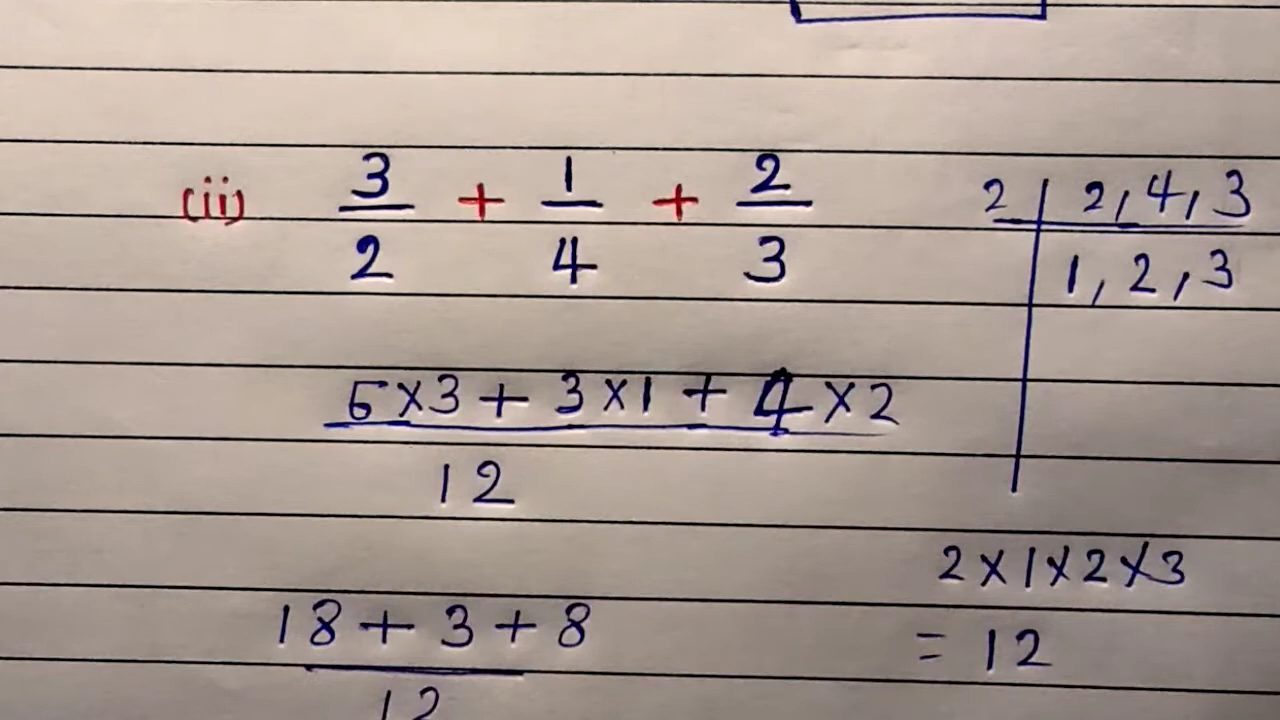 (ii) 3/2 + 1/4 + 2/3
2 | 2, 4, 3
1, 2, 3
5×3 + 3×1 + 4×2
12
2×1×2×3
= 12
18 + 3 + 8
12